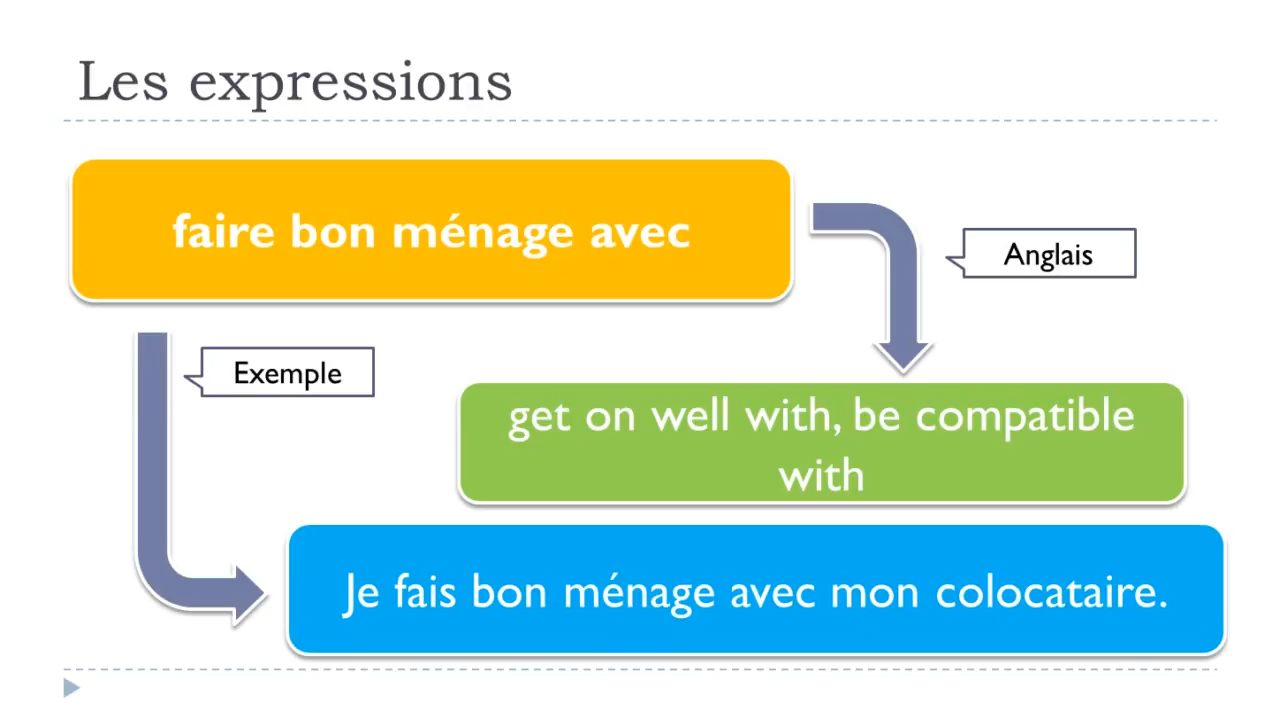 Les expressions
faire bon ménage avec
Anglais
Exemple
get on well with, be compatible
with
Je fais bon ménage avec mon colocataire.